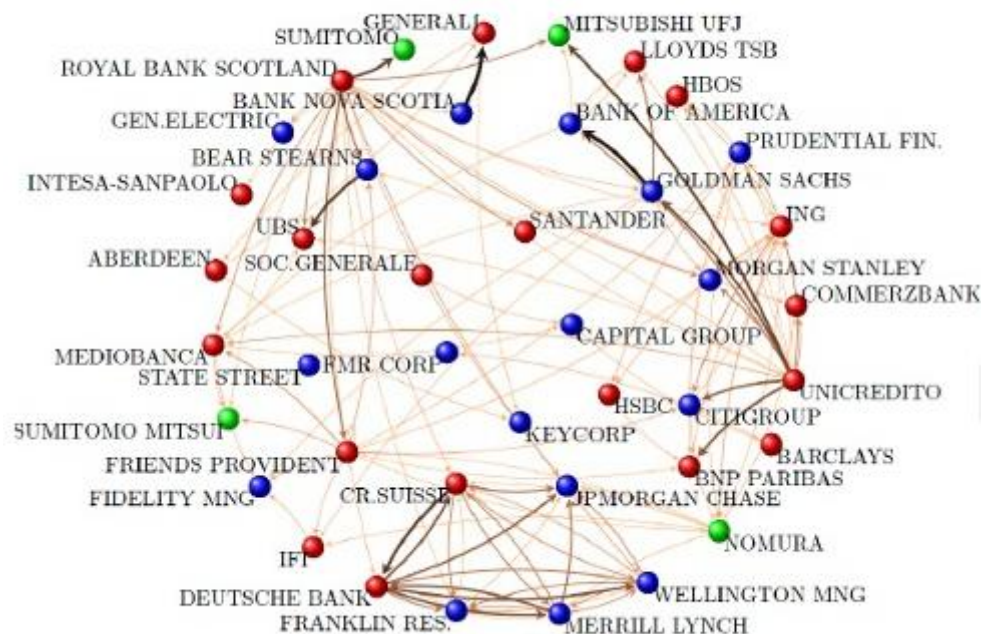 GENERALI
MITSUBISHI UFJ
SUMITOMO
LLOYDS TSB
ROYAL BANK SCOTLAND
HBOS
BANK NOVA SCOTIA
BANK OF AMERICA
GEN.ELECTRIC
PRUDENTIAL FIN.
BEAR STEARNS
GOLDMAN SACHS
INTESA-SANPAOLO
SANTANDER
ING
UBS
ABERDEEN
SOC.GENERALE
MORGAN STANLEY
COMMERZBANK
CAPITAL GROUP
MEDIOBANCA
FMR CORP
STATE STREET
UNICREDITO
HSBC
CITIGROUP
SUMITOMO MITSUI
KEYCORP
BARCLAYS
FRIENDS PROVIDENT
BNP PARIBAS
FIDELITY MNG
CR.SUISSE
JPMORGAN CHASE
NOMURA
IFI
DEUTSCHE BANK
WELLINGTON MNG
FRANKLIN RES.
MERRILL LYNCH